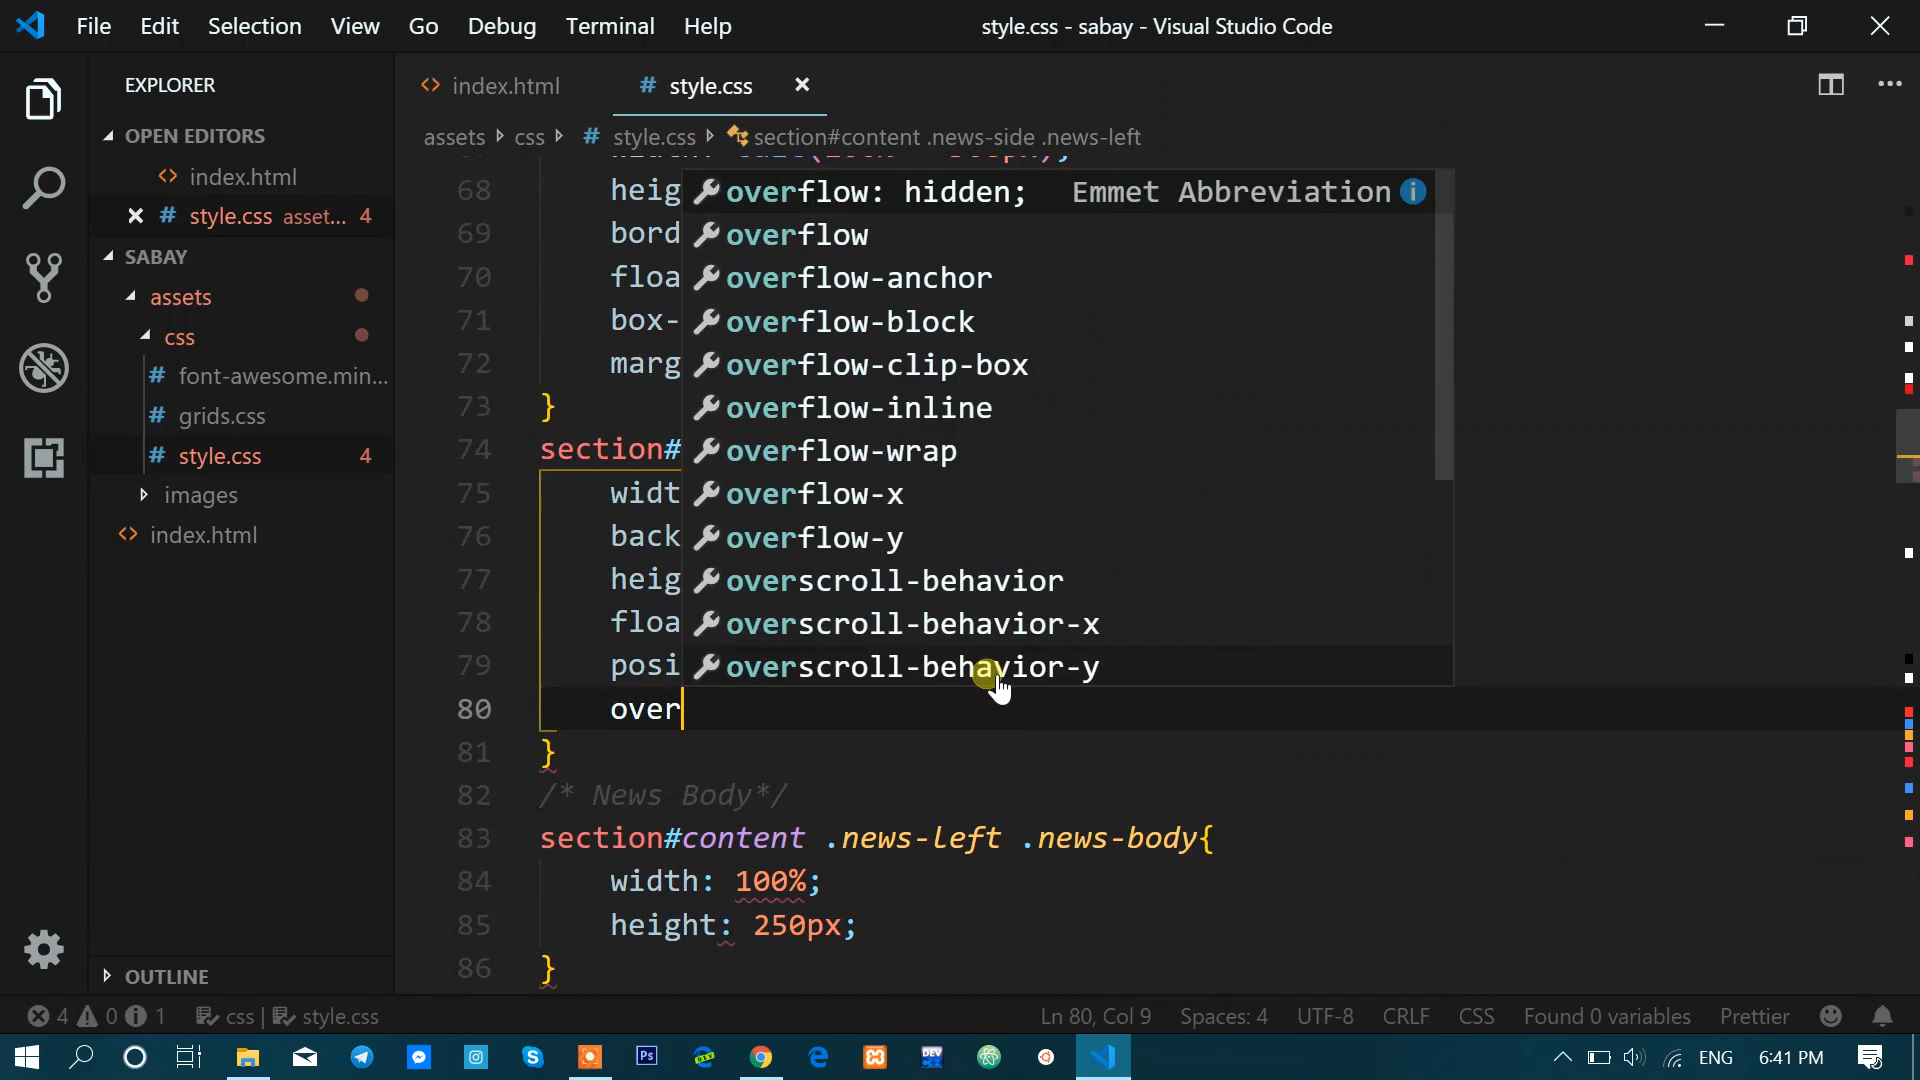 File Edit Selection View Go Debug Terminal Help style.css - sabay - Visual Studio Code
EXPLORER
OPEN EDITORS
index.html
style.css asset... 4
SABAY
assets
css
font-awesome.min...
grids.css
style.css 4
images
index.html
OUTLINE
index.html style.css
assets css style.css section#content .news-side .news-left
68 heig
69 bord
70 floa
71 box-
72 marg
73 }
74 section#
75 widt
76 back
77 heig
78 floa
79 posi
80 over
81 }
82 /* News Body*/
83 section#content .news-left .news-body{
84 width: 100%;
85 height: 250px;
86 }
overflow: hidden; Emmet Abbreviation
overflow
overflow-anchor
overflow-block
overflow-clip-box
overflow-inline
overflow-wrap
overflow-x
overflow-y
overscroll-behavior
overscroll-behavior-x
overscroll-behavior-y
4 0 1 css | style.css Ln 80, Col 9 Spaces: 4 UTF-8 CRLF CSS Found 0 variables Prettier
Ps DEV ENG 6:41 PM